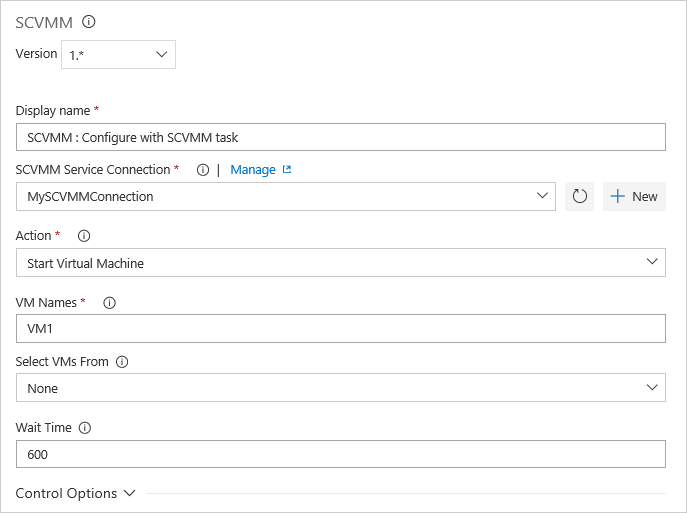 SCVMM
Version 1.*
Display name *
SCVMM : Configure with SCVMM task
SCVMM Service Connection * | Manage
MySCVMMConnection New
Action *
Start Virtual Machine
VM Names *
VM1
Select VMs From
None
Wait Time
600
Control Options